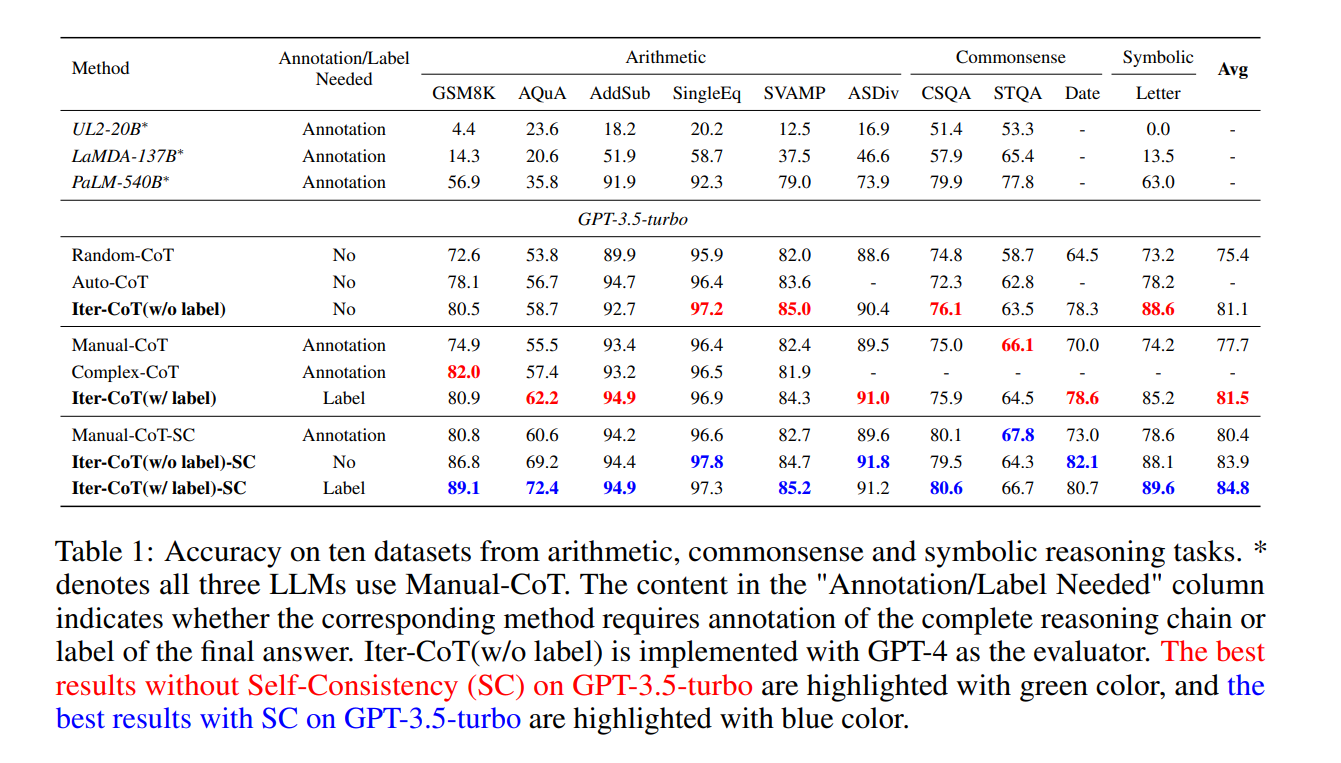 Method Annotation/Label Needed Arithmetic Commonsense Symbolic Avg
GSM8K AQuA AddSub SingleEq SVAMP ASDiv CSQA STQA Date Letter
UL2-20B* Annotation 4.4 23.6 18.2 20.2 12.5 16.9 51.4 53.3 - 0.0 -
LaMDA-137B* Annotation 14.3 20.6 51.9 58.7 37.5 46.6 57.9 65.4 - 13.5 -
PaLM-540B* Annotation 56.9 35.8 91.9 92.3 79.0 73.9 79.9 77.8 - 63.0 -
GPT-3.5-turbo
Random-CoT No 72.6 53.8 89.9 95.9 82.0 88.6 74.8 58.7 64.5 73.2 75.4
Auto-CoT No 78.1 56.7 94.7 96.4 83.6 - 72.3 62.8 - 78.2 -
Iter-CoT(w/o label) No 80.5 58.7 92.7 97.2 85.0 90.4 76.1 63.5 78.3 88.6 81.1
Manual-CoT Annotation 74.9 55.5 93.4 96.4 82.4 89.5 75.0 66.1 70.0 74.2 77.7
Complex-CoT Annotation 82.0 57.4 93.2 96.5 81.9 - - - - - -
Iter-CoT(w/ label) Label 80.9 62.2 94.9 96.9 84.3 91.0 75.9 64.5 78.6 85.2 81.5
Manual-CoT-SC Annotation 80.8 60.6 94.2 96.6 82.7 89.6 80.1 67.8 73.0 78.6 80.4
Iter-CoT(w/o label)-SC No 86.8 69.2 94.4 97.8 84.7 91.8 79.5 64.3 82.1 88.1 83.9
Iter-CoT(w/ label)-SC Label 89.1 72.4 94.9 97.3 85.2 91.2 80.6 66.7 80.7 89.6 84.8
Table 1: Accuracy on ten datasets from arithmetic, commonsense and symbolic reasoning tasks. *
denotes all three LLMs use Manual-CoT. The content in the "Annotation/Label Needed" column
indicates whether the corresponding method requires annotation of the complete reasoning chain or
label of the final answer. Iter-CoT(w/o label) is implemented with GPT-4 as the evaluator. The best
results without Self-Consistency (SC) on GPT-3.5-turbo are highlighted with green color, and the
best results with SC on GPT-3.5-turbo are highlighted with blue color.